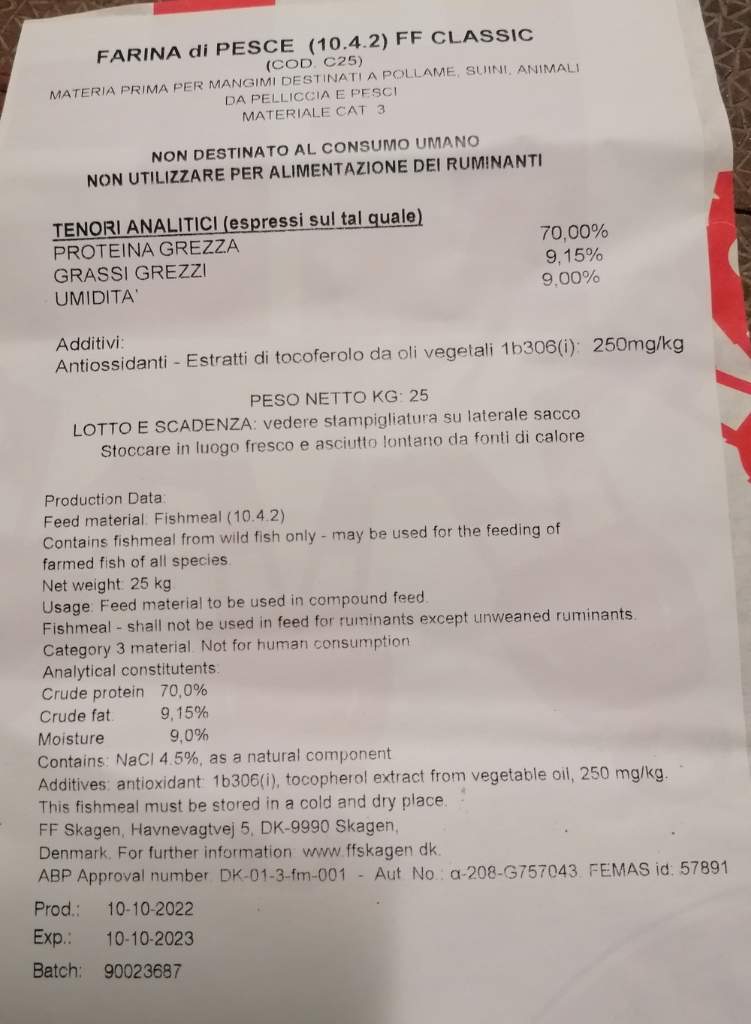 FARINA di PESCE (10.4.2) FF CLASSIC
(COD. C25)
MATERIA PRIMA PER MANGIMI DESTINATI A POLLAME, SUINI, ANIMALI
DA PELLICCIA E PESCI
MATERIALE CAT 3
NON DESTINATO AL CONSUMO UMANO
NON UTILIZZARE PER ALIMENTAZIONE DEI RUMINANTI
TENORI ANALITICI (espressi sul tal quale)
PROTEINA GREZZA 70,00%
GRASSI GREZZI 9,15%
UMIDITA' 9,00%
Additivi:
Antiossidanti - Estratti di tocoferolo da oli vegetali 1b306(i): 250mg/kg
PESO NETTO KG: 25
LOTTO E SCADENZA: vedere stampigliatura su laterale sacco
Stoccare in luogo fresco e asciutto lontano da fonti di calore
Production Data:
Feed material: Fishmeal (10.4.2)
Contains fishmeal from wild fish only - may be used for the feeding of
farmed fish of all species.
Net weight: 25 kg.
Usage: Feed material to be used in compound feed.
Fishmeal - shall not be used in feed for ruminants except unweaned ruminants.
Category 3 material. Not for human consumption
Analytical constitutents:
Crude protein 70,0%
Crude fat. 9,15%
Moisture 9,0%
Contains: NaCl 4.5%, as a natural component
Additives: antioxidant: 1b306(i), tocopherol extract from vegetable oil, 250 mg/kg.
This fishmeal must be stored in a cold and dry place.
FF Skagen, Havnevagtvej 5, DK-9990 Skagen,
Denmark. For further information: www.ffskagen.dk.
ABP Approval number DK-01-3-fm-001 - Aut. No.: α-208-G757043. FEMAS id: 57891
Prod.: 10-10-2022
Exp.: 10-10-2023
Batch: 90023687